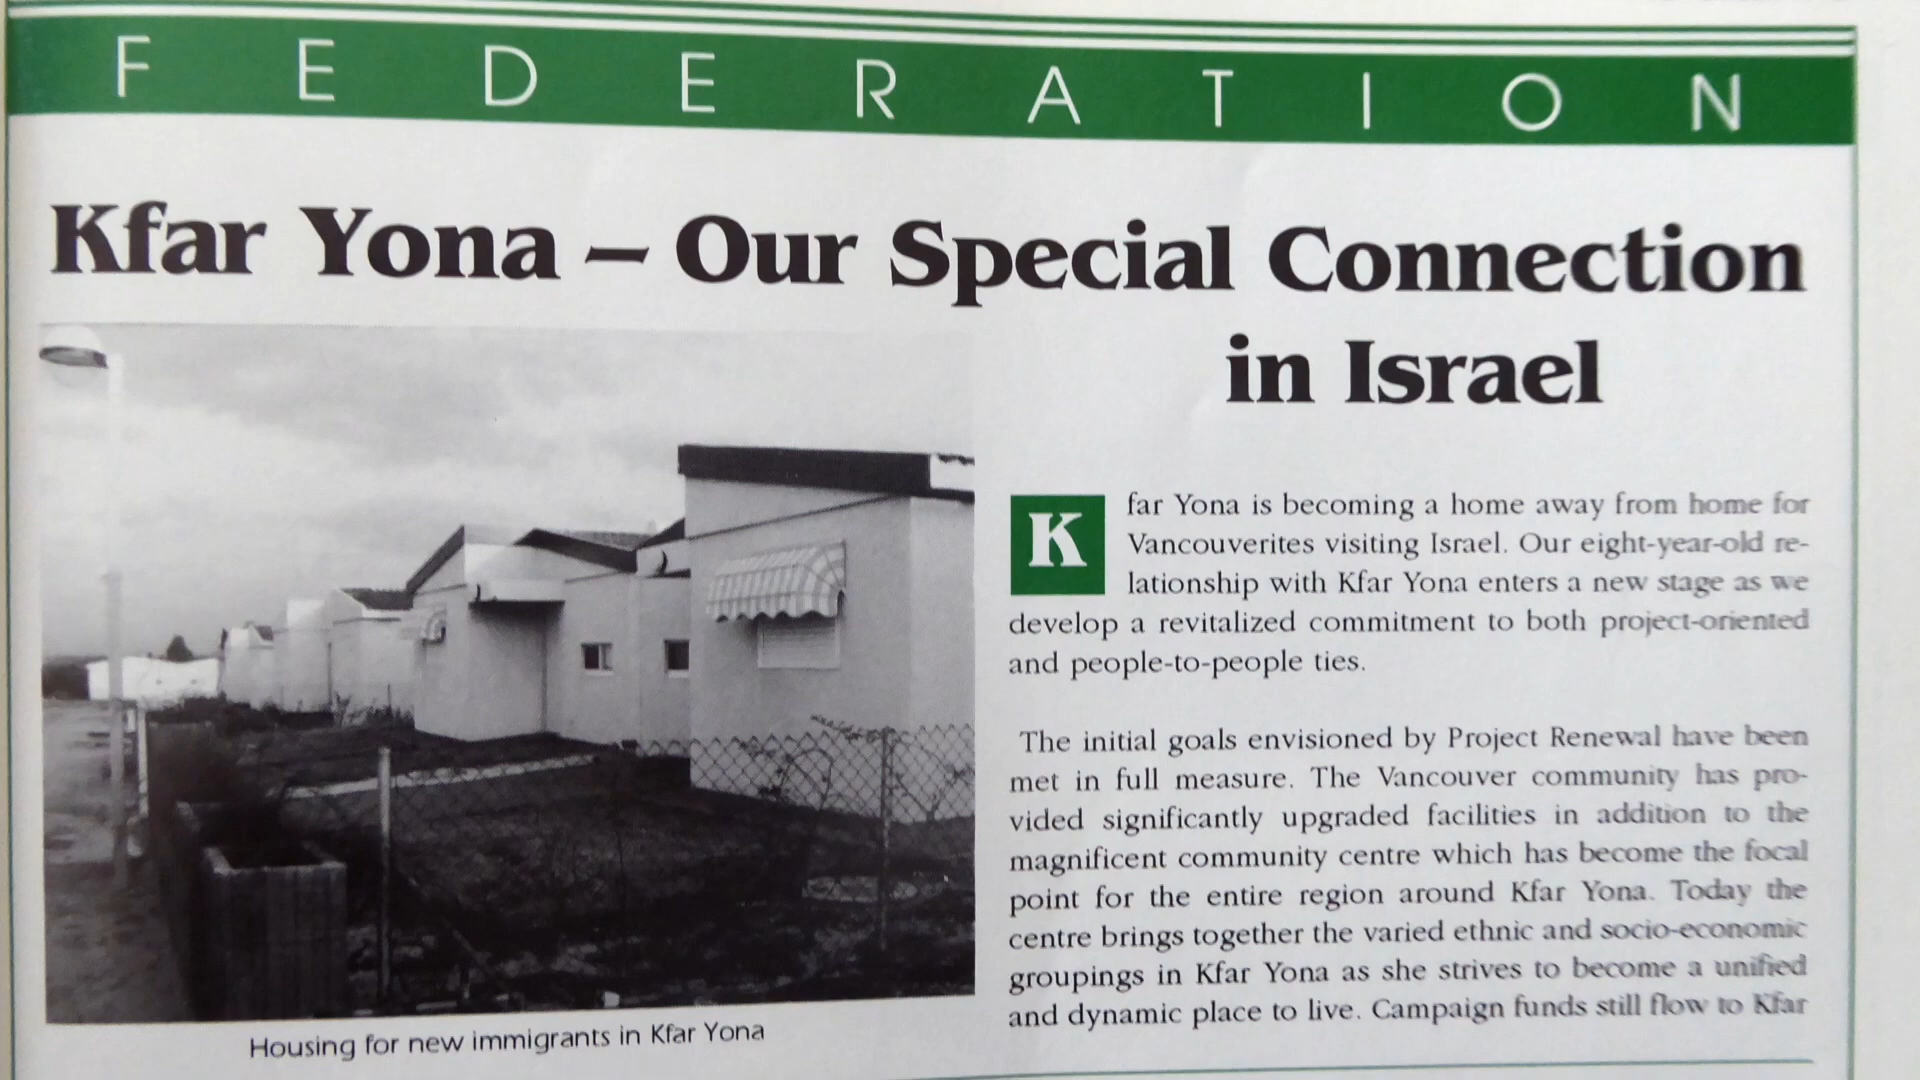 FEDERATION
Kfar Yona – Our Special Connection
in Israel
Kfar Yona is becoming a home away from home for
Vancouverites visiting Israel. Our eight-year-old re-
lationship with Kfar Yona enters a new stage as we
develop a revitalized commitment to both project-oriented
and people-to-people ties.
The initial goals envisioned by Project Renewal have been
met in full measure. The Vancouver community has pro-
vided significantly upgraded facilities in addition to the
magnificent community centre which has become the focal
point for the entire region around Kfar Yona. Today the
centre brings together the varied ethnic and socio-economic
groupings in Kfar Yona as she strives to become a unified
and dynamic place to live. Campaign funds still flow to Kfar
Housing for new immigrants in Kfar Yona